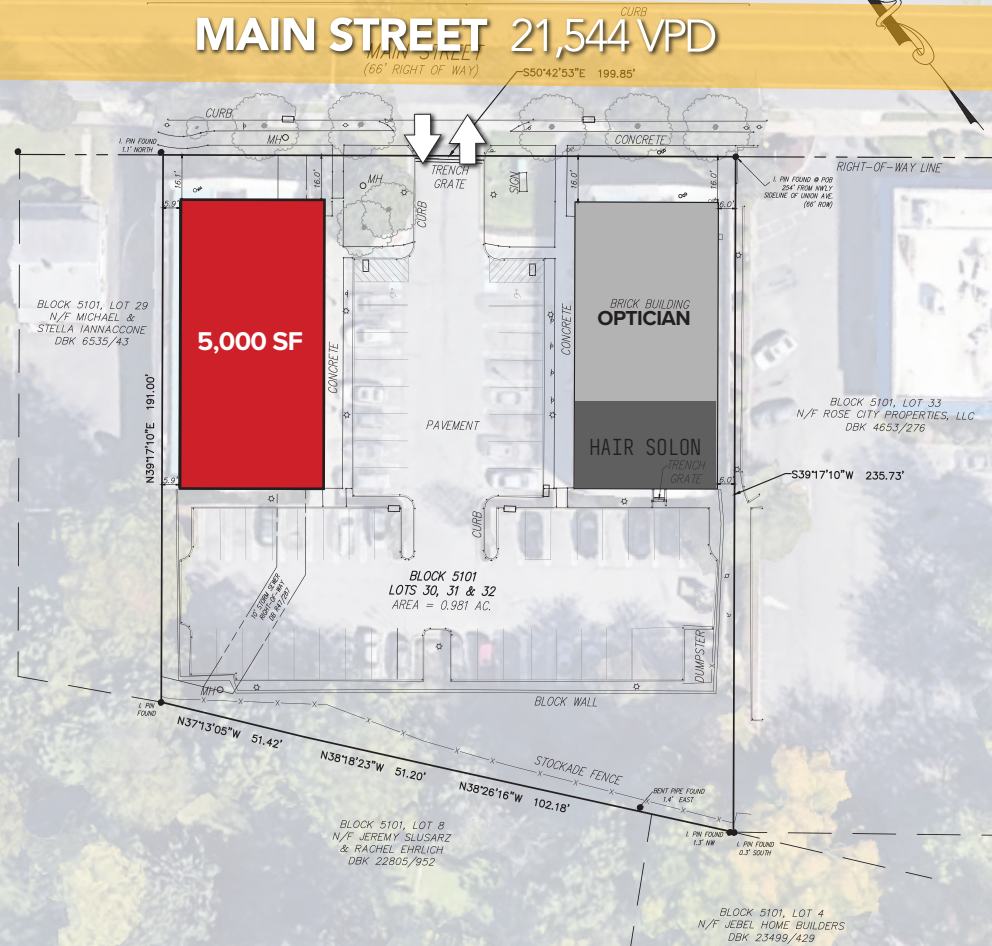 CURB
MAIN STREET 21,544 VPD
MAIN STREET
(66' RIGHT OF WAY)
S50°42'53"E 199.85'
CURB
MH
CONCRETE
I. PIN FOUND
1.1' NORTH
RIGHT-OF-WAY LINE
TRENCH
GRATE
MH
SIGN
CURB
16.1'
16.0'
16.0'
16.0'
I. PIN FOUND @ POB
254' FROM NWLY
SIDELINE OF UNION AVE.
(66' ROW)
5.9'
6.0'
BLOCK 5101, LOT 29
N/F MICHAEL &
STELLA IANNACCONE
DBK 6535/43
5,000 SF
CONCRETE
CONCRETE
BRICK BUILDING
OPTICIAN
N39°17'10"E 191.00'
BLOCK 5101, LOT 33
N/F ROSE CITY PROPERTIES, LLC
DBK 4653/276
PAVEMENT
HAIR SOLON
TRENCH
GRATE
S39°17'10"W 235.73'
5.9'
6.0'
CURB
BLOCK 5101
LOTS 30, 31 & 32
AREA = 0.981 AC.
10' STORM SEWER
RIGHT-OF-WAY
DB R47/287
DUMPSTER
MH
BLOCK WALL
I. PIN
FOUND
N37°13'05"W 51.42'
N38°18'23"W 51.20'
N38°26'16"W 102.18'
STOCKADE FENCE
BENT PIPE FOUND
1.4' EAST
BLOCK 5101, LOT 8
N/F JEREMY SLUSARZ
& RACHEL EHRLICH
DBK 22805/952
I. PIN FOUND
1.3' NW
I. PIN FOUND
0.3' SOUTH
BLOCK 5101, LOT 4
N/F JEBEL HOME BUILDERS
DBK 23499/429